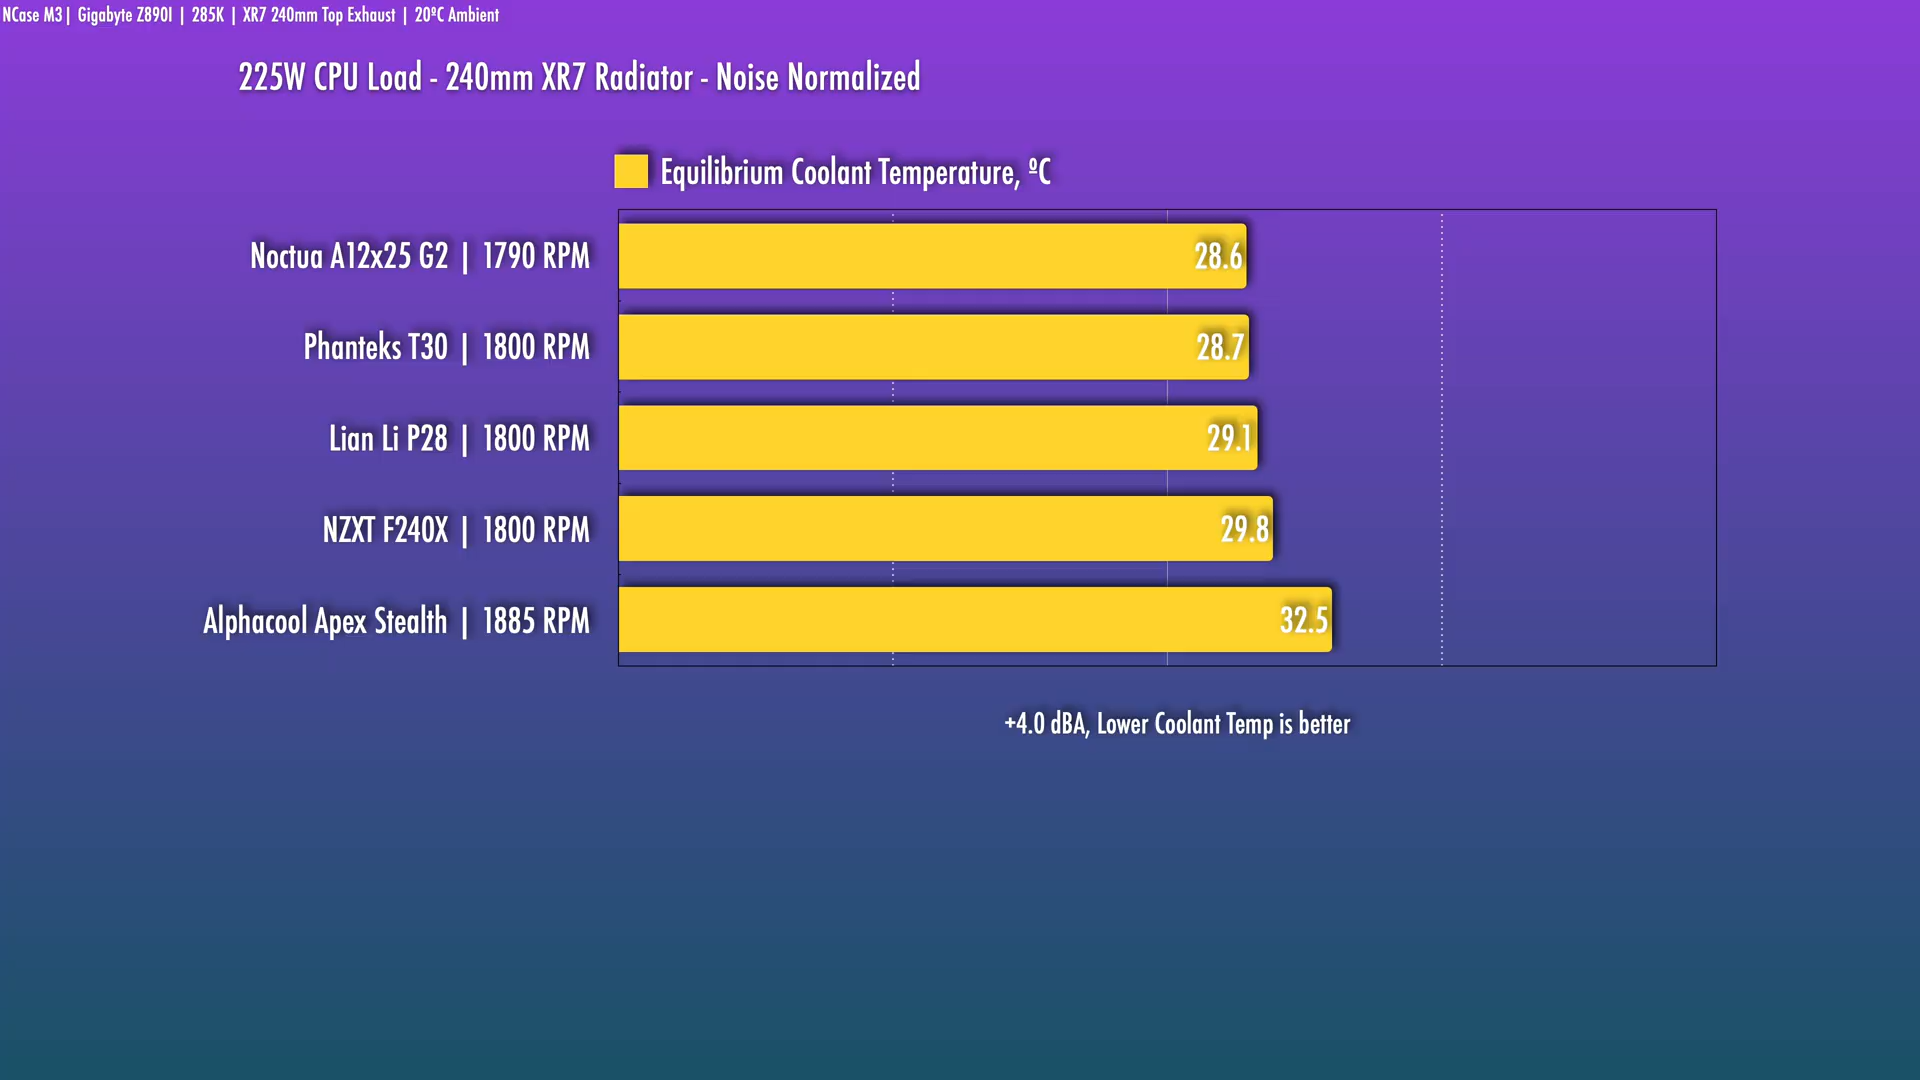 NCase M3| Gigabyte Z890I | 285K | XR7 240mm Top Exhaust | 20ºC Ambient
225W CPU Load - 240mm XR7 Radiator - Noise Normalized
Equilibrium Coolant Temperature, ºC
Noctua A12x25 G2 | 1790 RPM 28.6
Phanteks T30 | 1800 RPM 28.7
Lian Li P28 | 1800 RPM 29.1
NZXT F240X | 1800 RPM 29.8
Alphacool Apex Stealth | 1885 RPM 32.5
+4.0 dBA, Lower Coolant Temp is better